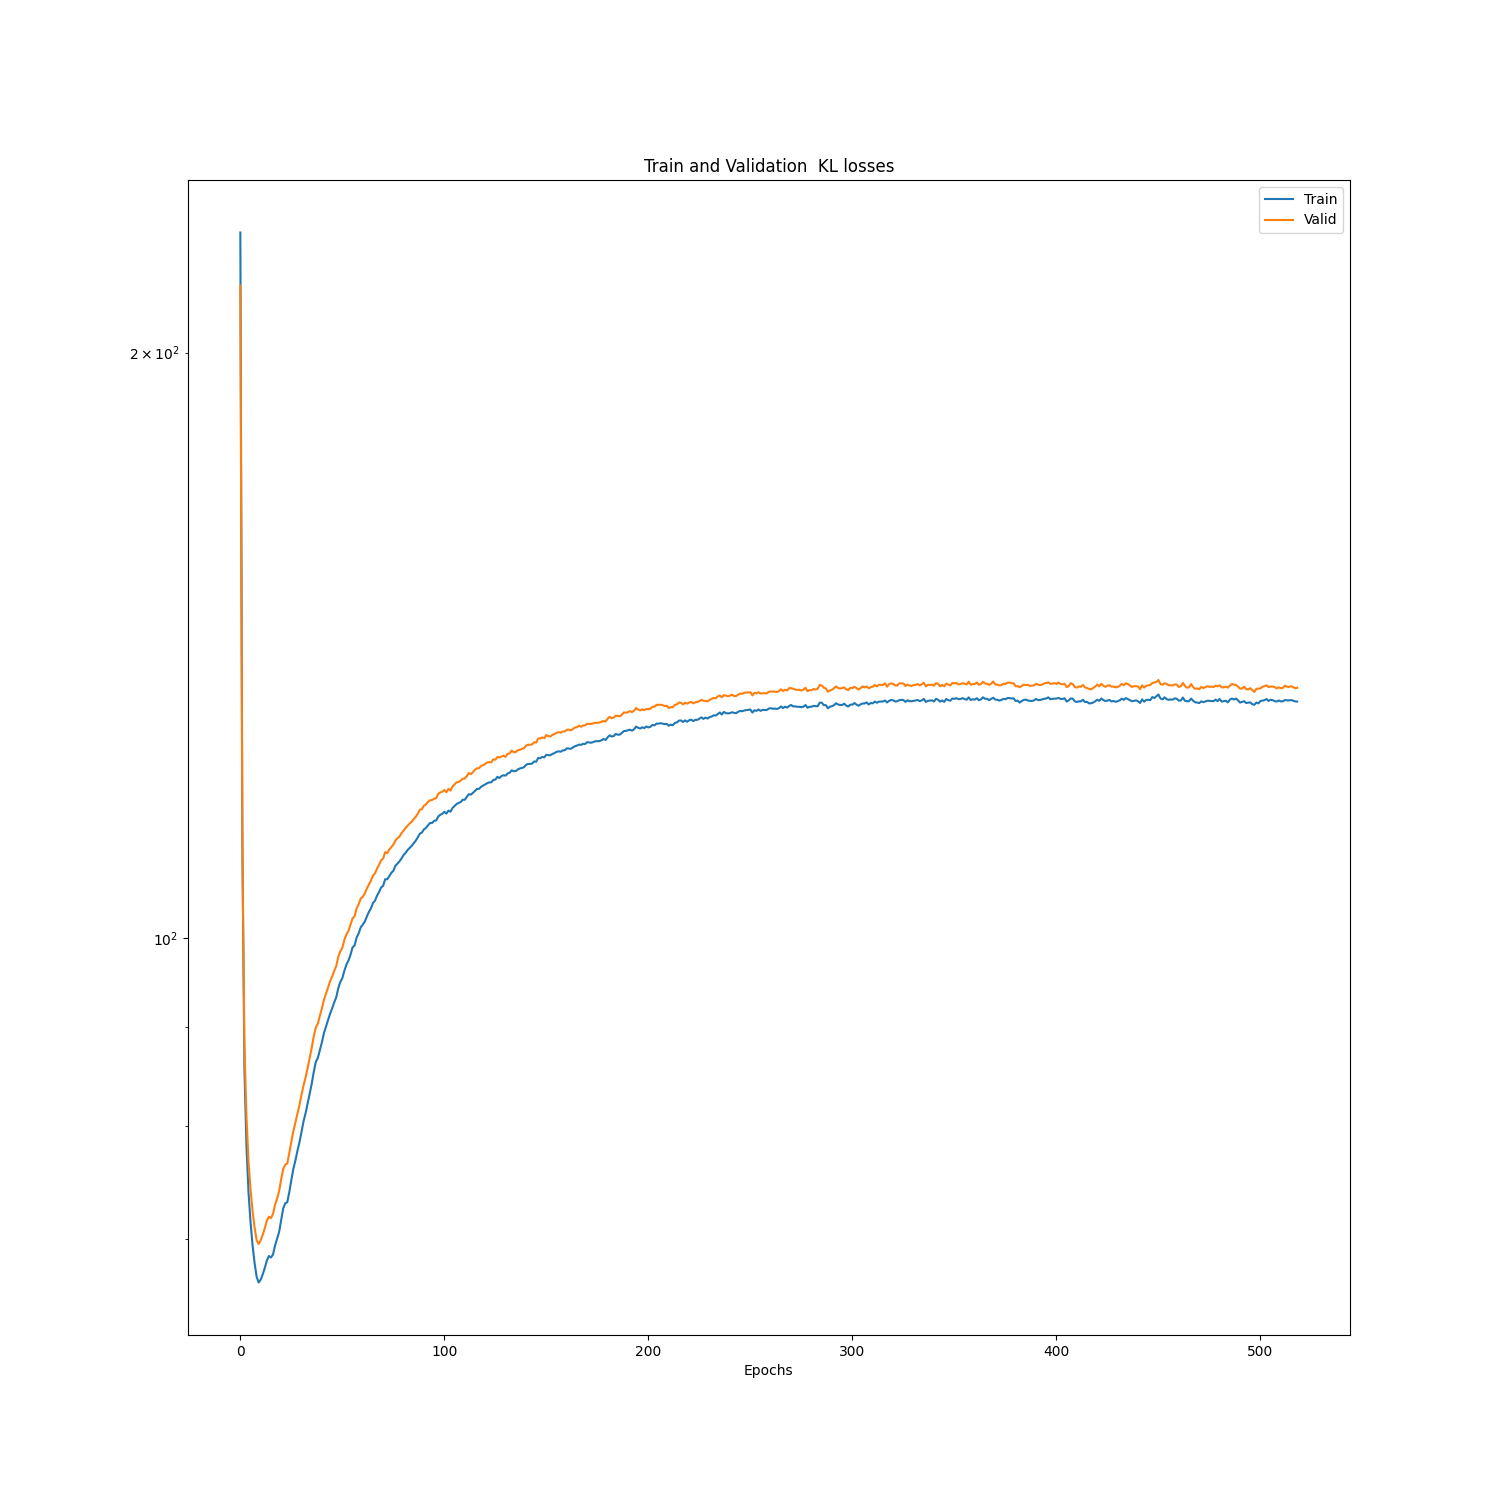 Train and Validation  KL losses
Train
Valid
2 × 10²
10²
0 100 200 300 400 500
Epochs